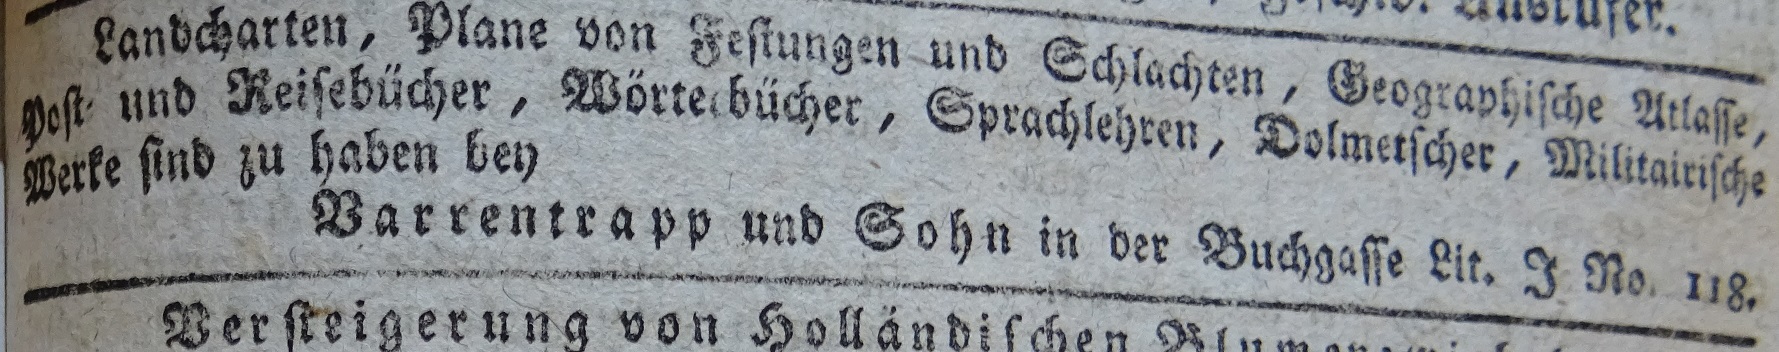 Ausrufer.
Landcharten, Plane von Festungen und Schlachten, Geographische Atlasse,
Post- und Reisebücher, Wörterbücher, Sprachlehren, Dolmetscher, Militairische
Werke sind zu haben bey
Varrentrapp und Sohn in der Buchgasse Lit. J No. 118.
Versteigerung von Holländischen